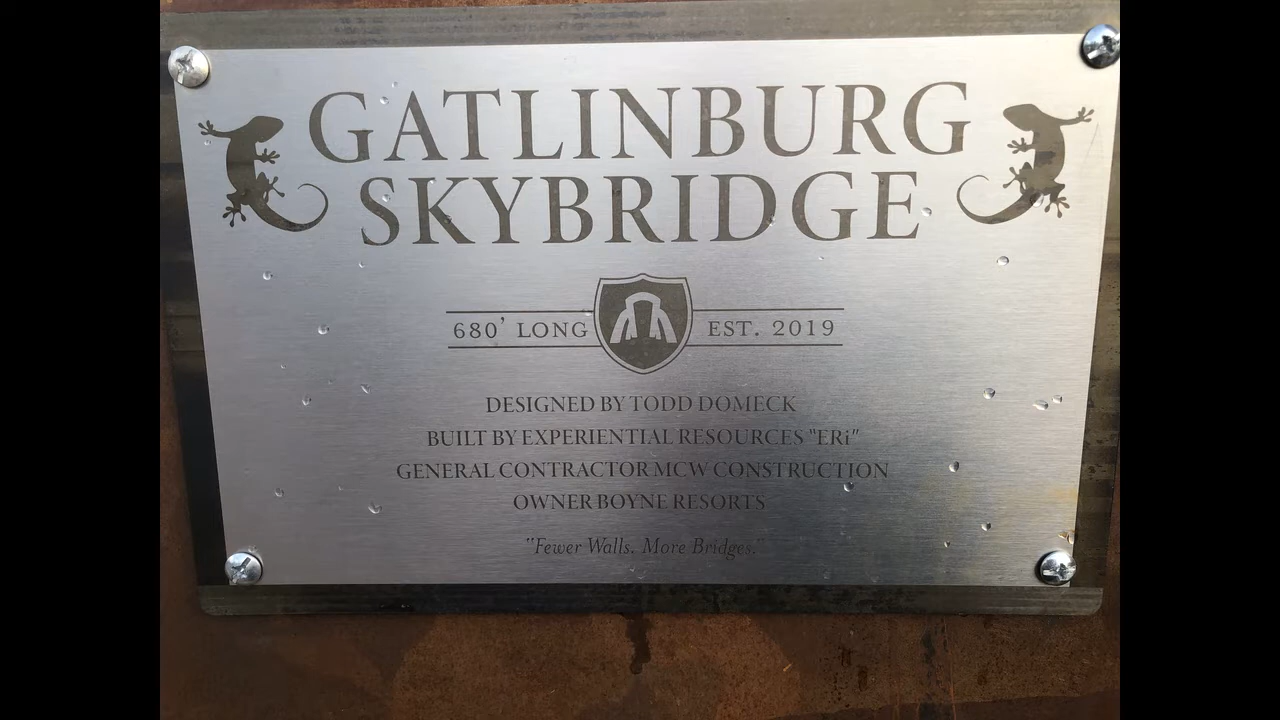 GATLINBURG
SKYBRIDGE
680' LONG EST. 2019
DESIGNED BY TODD DOMECK
BUILT BY EXPERIENTIAL RESOURCES "ERi"
GENERAL CONTRACTOR MCW CONSTRUCTION
OWNER BOYNE RESORTS
"Fewer Walls. More Bridges."